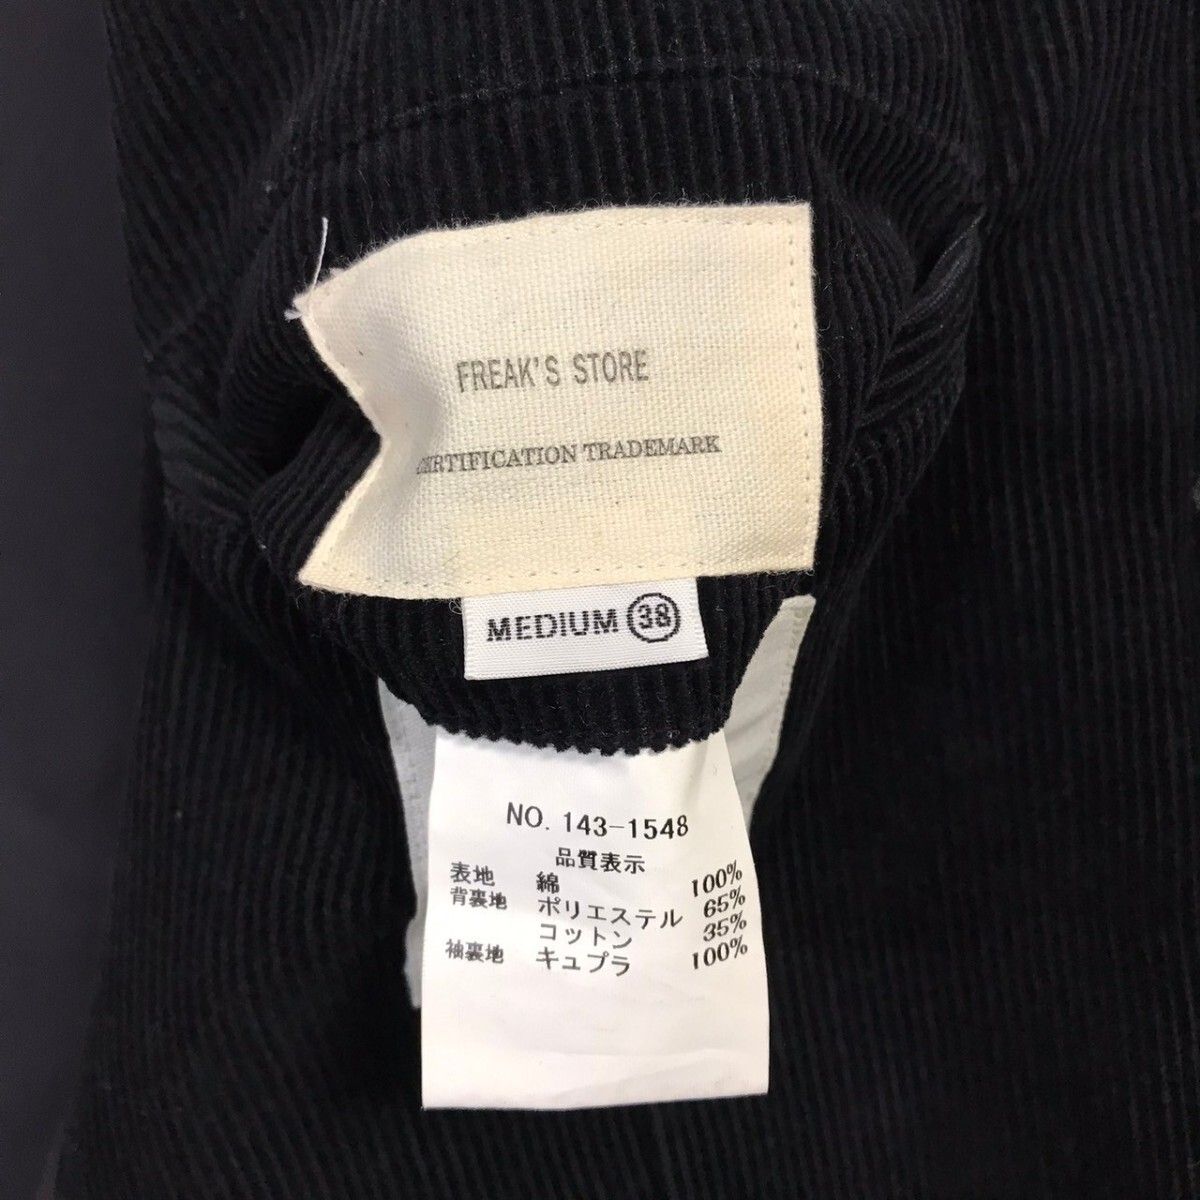 FREAK'S STORE
CERTIFICATION TRADEMARK
MEDIUM 38
NO. 143-1548
品質表示
表地 綿 100%
背裏地 ポリエステル 65%
コットン 35%
袖裏地 キュプラ 100%